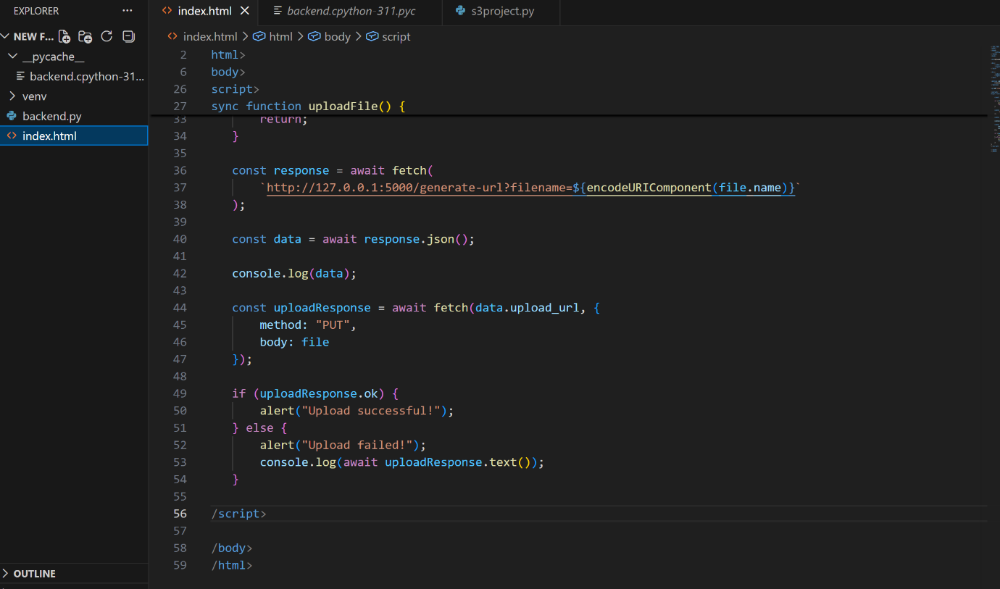 EXPLORER
···
index.html
backend.cpython-311.pyc
s3project.py
NEW F...
index.html > html > body > script
__pycache__
backend.cpython-31...
venv
backend.py
index.html
2 html>
6 body>
26 script>
27 sync function uploadFile() {
33 return;
34 }
35
36 const response = await fetch(
37 `http://127.0.0.1:5000/generate-url?filename=${encodeURIComponent(file.name)}`
38 );
39
40 const data = await response.json();
41
42 console.log(data);
43
44 const uploadResponse = await fetch(data.upload_url, {
45 method: "PUT",
46 body: file
47 });
48
49 if (uploadResponse.ok) {
50 alert("Upload successful!");
51 } else {
52 alert("Upload failed!");
53 console.log(await uploadResponse.text());
54 }
55
56 /script>
57
58 /body>
59 /html>
OUTLINE